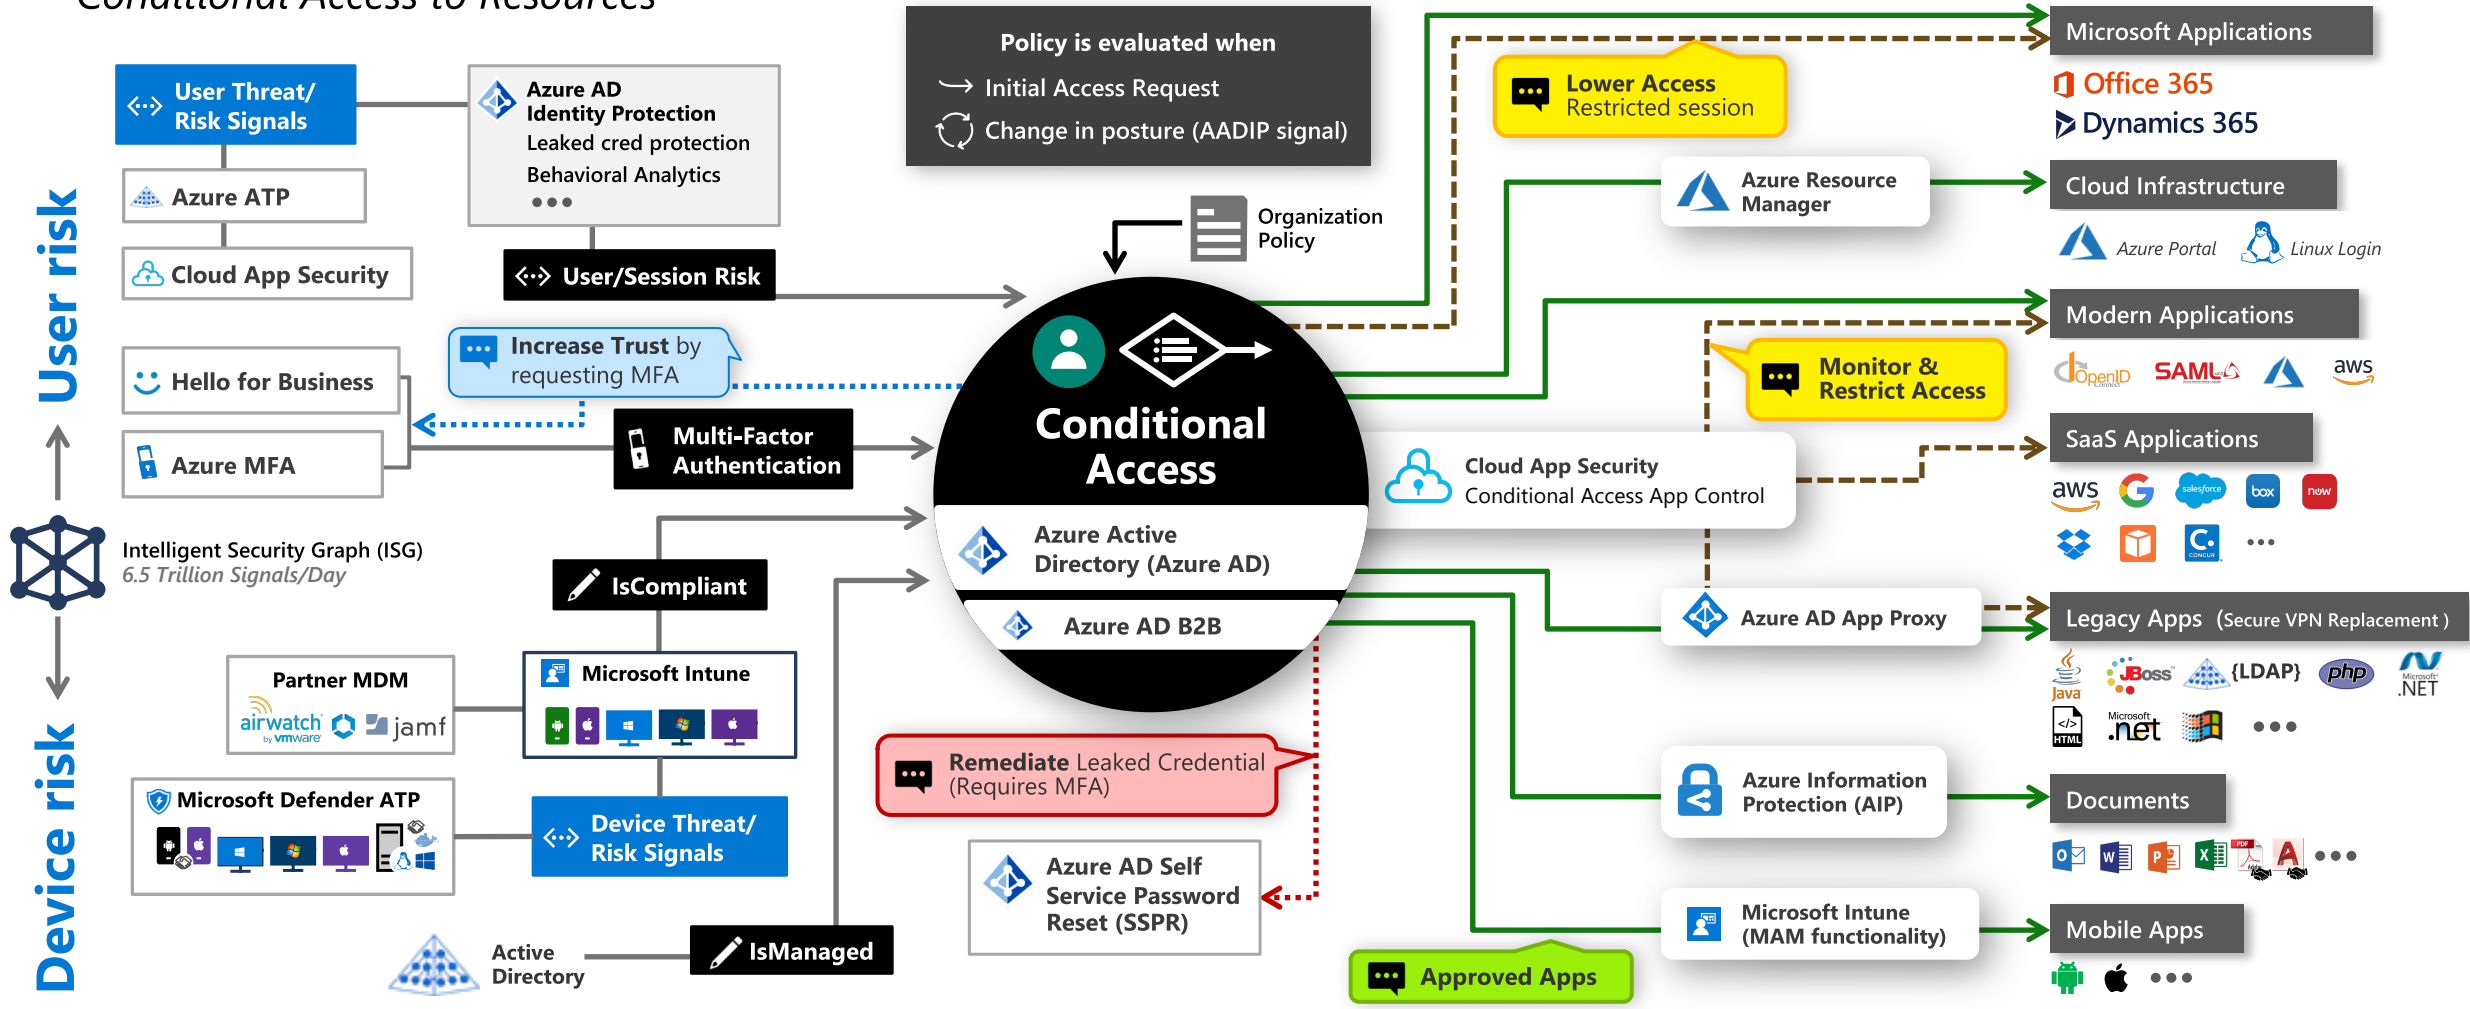 Conditional Access to Resources
User risk
Device risk
User Threat/
Risk Signals
Azure ATP
Cloud App Security
Azure AD
Identity Protection
Leaked cred protection
Behavioral Analytics
User/Session Risk
Policy is evaluated when
Initial Access Request
Change in posture (AADIP signal)
Organization
Policy
Hello for Business
Azure MFA
Increase Trust by
requesting MFA
Multi-Factor
Authentication
Intelligent Security Graph (ISG)
6.5 Trillion Signals/Day
IsCompliant
Partner MDM
airwatch
by vmware
jamf
Microsoft Intune
Microsoft Defender ATP
Device Threat/
Risk Signals
Active
Directory
IsManaged
Conditional
Access
Azure Active
Directory (Azure AD)
Azure AD B2B
Remediate Leaked Credential
(Requires MFA)
Azure AD Self
Service Password
Reset (SSPR)
Lower Access
Restricted session
Azure Resource
Manager
Monitor &
Restrict Access
Cloud App Security
Conditional Access App Control
Azure AD App Proxy
Azure Information
Protection (AIP)
Microsoft Intune
(MAM functionality)
Approved Apps
Microsoft Applications
Office 365
Dynamics 365
Cloud Infrastructure
Azure Portal
Linux Login
Modern Applications
OpenID
Connect
SAML
aws
SaaS Applications
aws
salesforce
box
now
C.
CONCUR
Legacy Apps (Secure VPN Replacement )
Java
JBoss
{LDAP}
php
Microsoft
.NET
</>
HTML
Microsoft
.net
Documents
PDF
Adobe
Mobile Apps